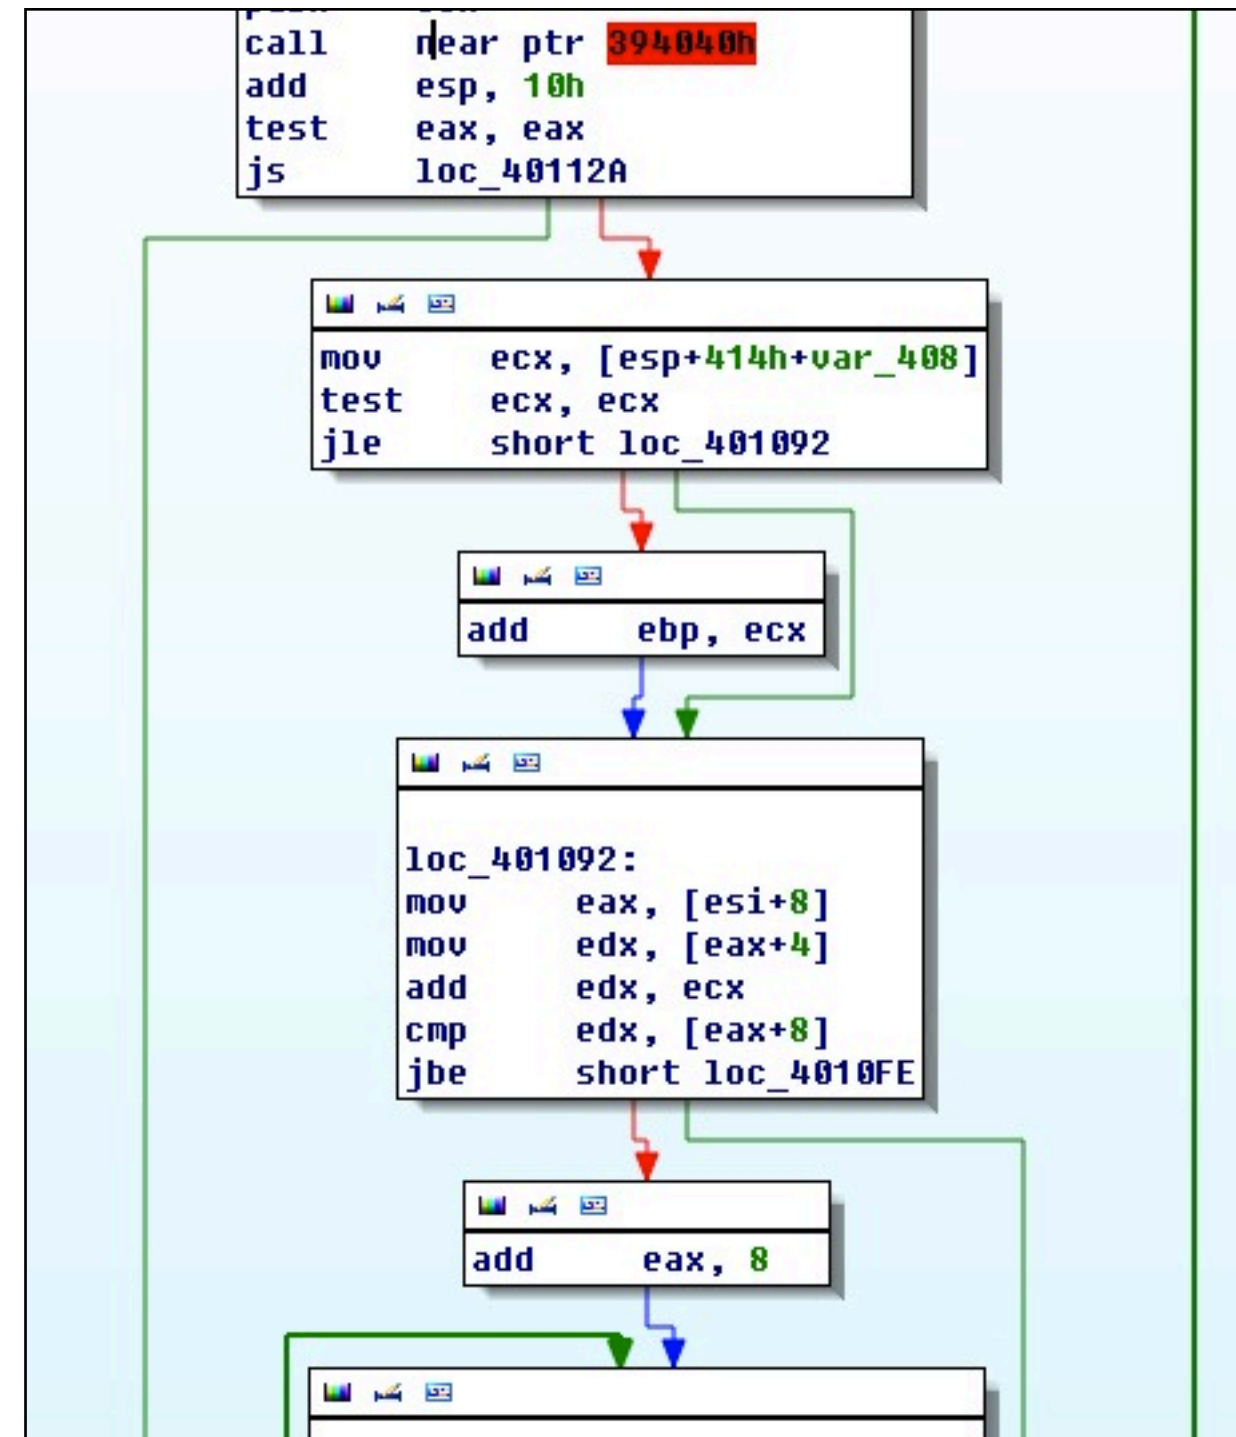 call near ptr 394040h
add esp, 10h
test eax, eax
js loc_40112A
mov ecx, [esp+414h+var_408]
test ecx, ecx
jle short loc_401092
add ebp, ecx
loc_401092:
mov eax, [esi+8]
mov edx, [eax+4]
add edx, ecx
cmp edx, [eax+8]
jbe short loc_4010FE
add eax, 8